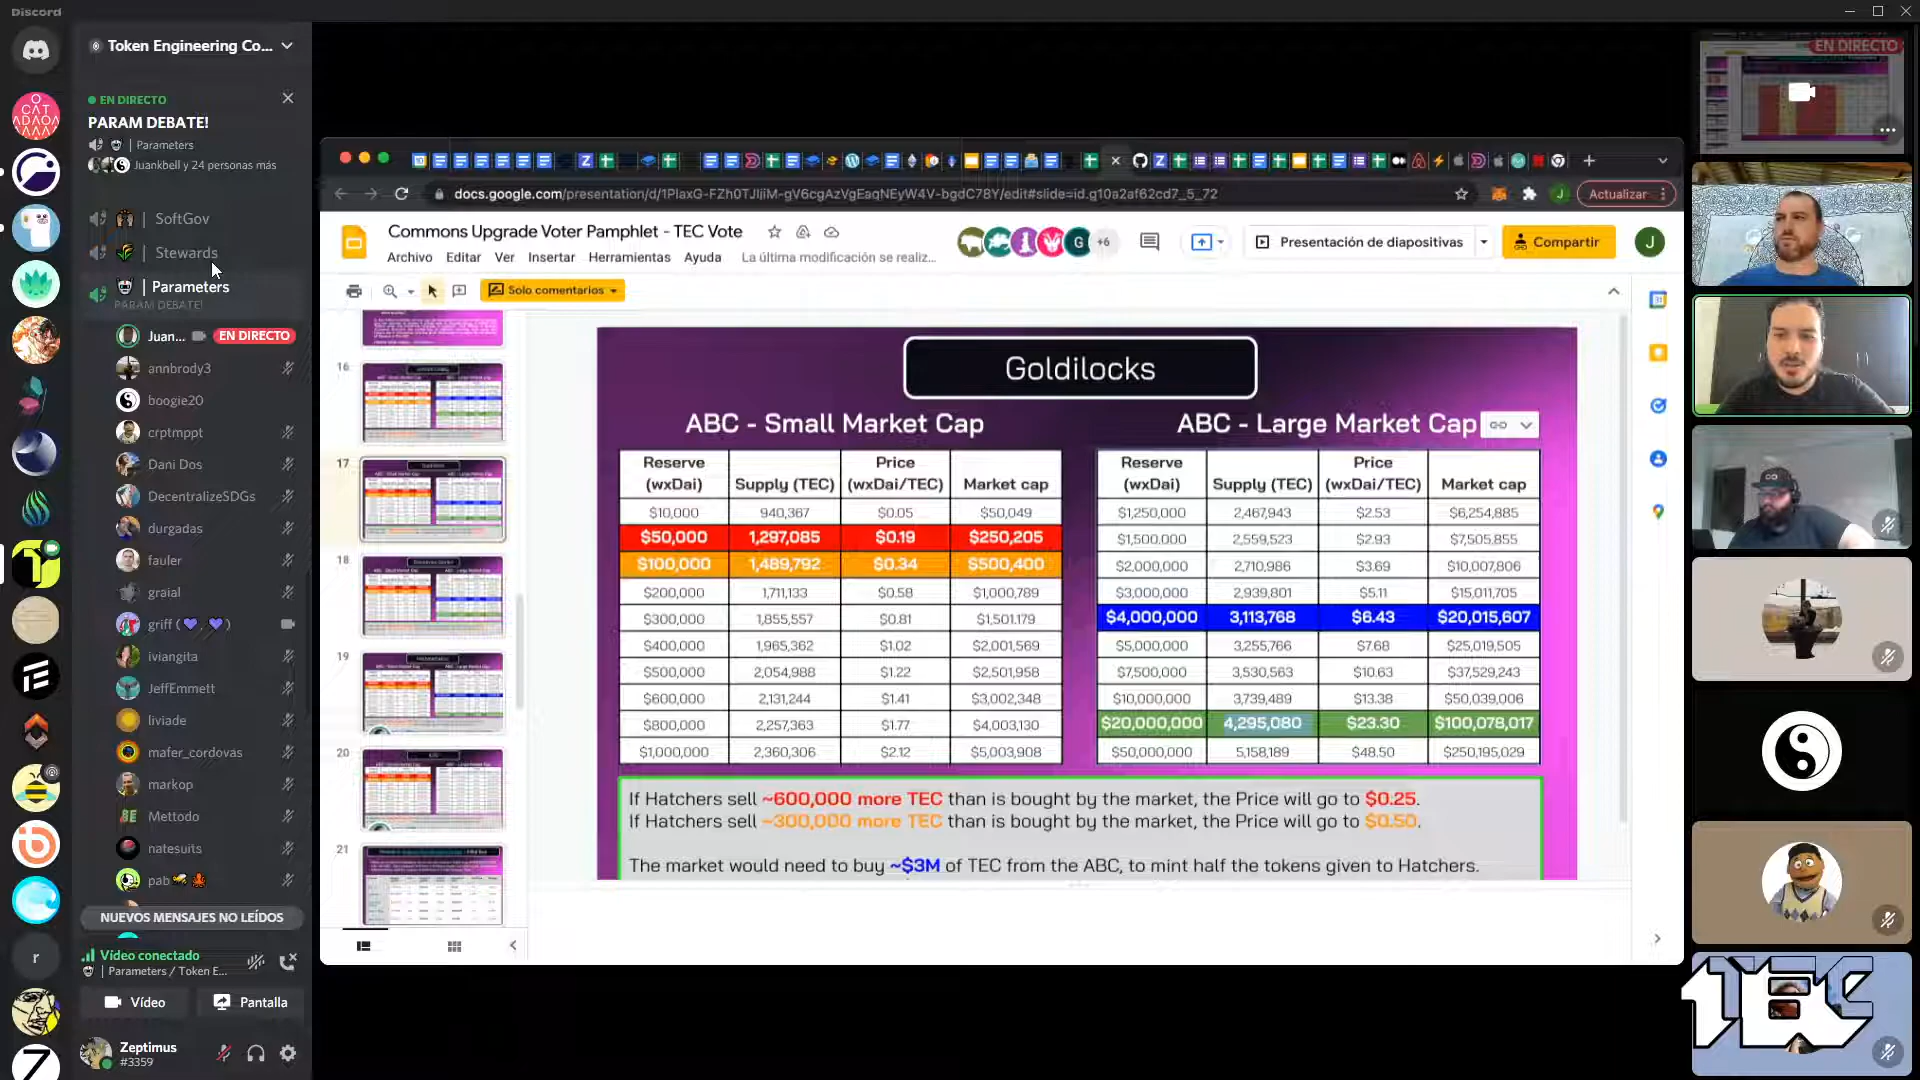 Discord
Token Engineering Co...
EN DIRECTO
PARAM DEBATE!
| Parameters
Juankbell y 24 personas más
| SoftGov
| Stewards
| Parameters
PARAM DEBATE!
Juan... EN DIRECTO
annbrody3
boogie20
crptmppt
Dani Dos
DecentralizeSDGs
durgadas
fauler
graial
griff (💜, 💜)
iviangita
JeffEmmett
liviade
mafer_cordovas
markop
Mettodo
natesuits
pab
NUEVOS MENSAJES NO LEÍDOS
Vídeo conectado
| Parameters / Token E...
Vídeo Pantalla
Zeptimus
#3359
docs.google.com/presentation/d/1PlaxG-FZh0TJIjiM-gV6cgAzVgEaqNEyW4V-bgdC78Y/edit#slide=id.g10a2af62cd7_5_72
Actualizar
Commons Upgrade Voter Pamphlet - TEC Vote
Archivo Editar Ver Insertar Herramientas Ayuda La última modificación se realiz...
G +6
Presentación de diapositivas
Compartir
J
Solo comentarios
16
17
18
19
20
21
Goldilocks
ABC - Small Market Cap
Reserve (wxDai) Supply (TEC) Price (wxDai/TEC) Market cap
$10,000 940,367 $0.05 $50,049
$50,000 1,297,085 $0.19 $250,205
$100,000 1,489,792 $0.34 $500,400
$200,000 1,711,133 $0.58 $1,000,789
$300,000 1,855,557 $0.81 $1,501,179
$400,000 1,965,362 $1.02 $2,001,569
$500,000 2,054,988 $1.22 $2,501,958
$600,000 2,131,244 $1.41 $3,002,348
$800,000 2,257,363 $1.77 $4,003,130
$1,000,000 2,360,306 $2.12 $5,003,908
ABC - Large Market Cap
Reserve (wxDai) Supply (TEC) Price (wxDai/TEC) Market cap
$1,250,000 2,467,943 $2.53 $6,254,885
$1,500,000 2,559,523 $2.93 $7,505,855
$2,000,000 2,710,986 $3.69 $10,007,806
$3,000,000 2,939,801 $5.11 $15,011,705
$4,000,000 3,113,768 $6.43 $20,015,607
$5,000,000 3,255,766 $7.68 $25,019,505
$7,500,000 3,530,563 $10.63 $37,529,243
$10,000,000 3,739,489 $13.38 $50,039,006
$20,000,000 4,295,080 $23.30 $100,078,017
$50,000,000 5,158,189 $48.50 $250,195,029
If Hatchers sell ~600,000 more TEC than is bought by the market, the Price will go to $0.25.
If Hatchers sell ~300,000 more TEC than is bought by the market, the Price will go to $0.50.
The market would need to buy ~$3M of TEC from the ABC, to mint half the tokens given to Hatchers.
EN DIRECTO
TEC